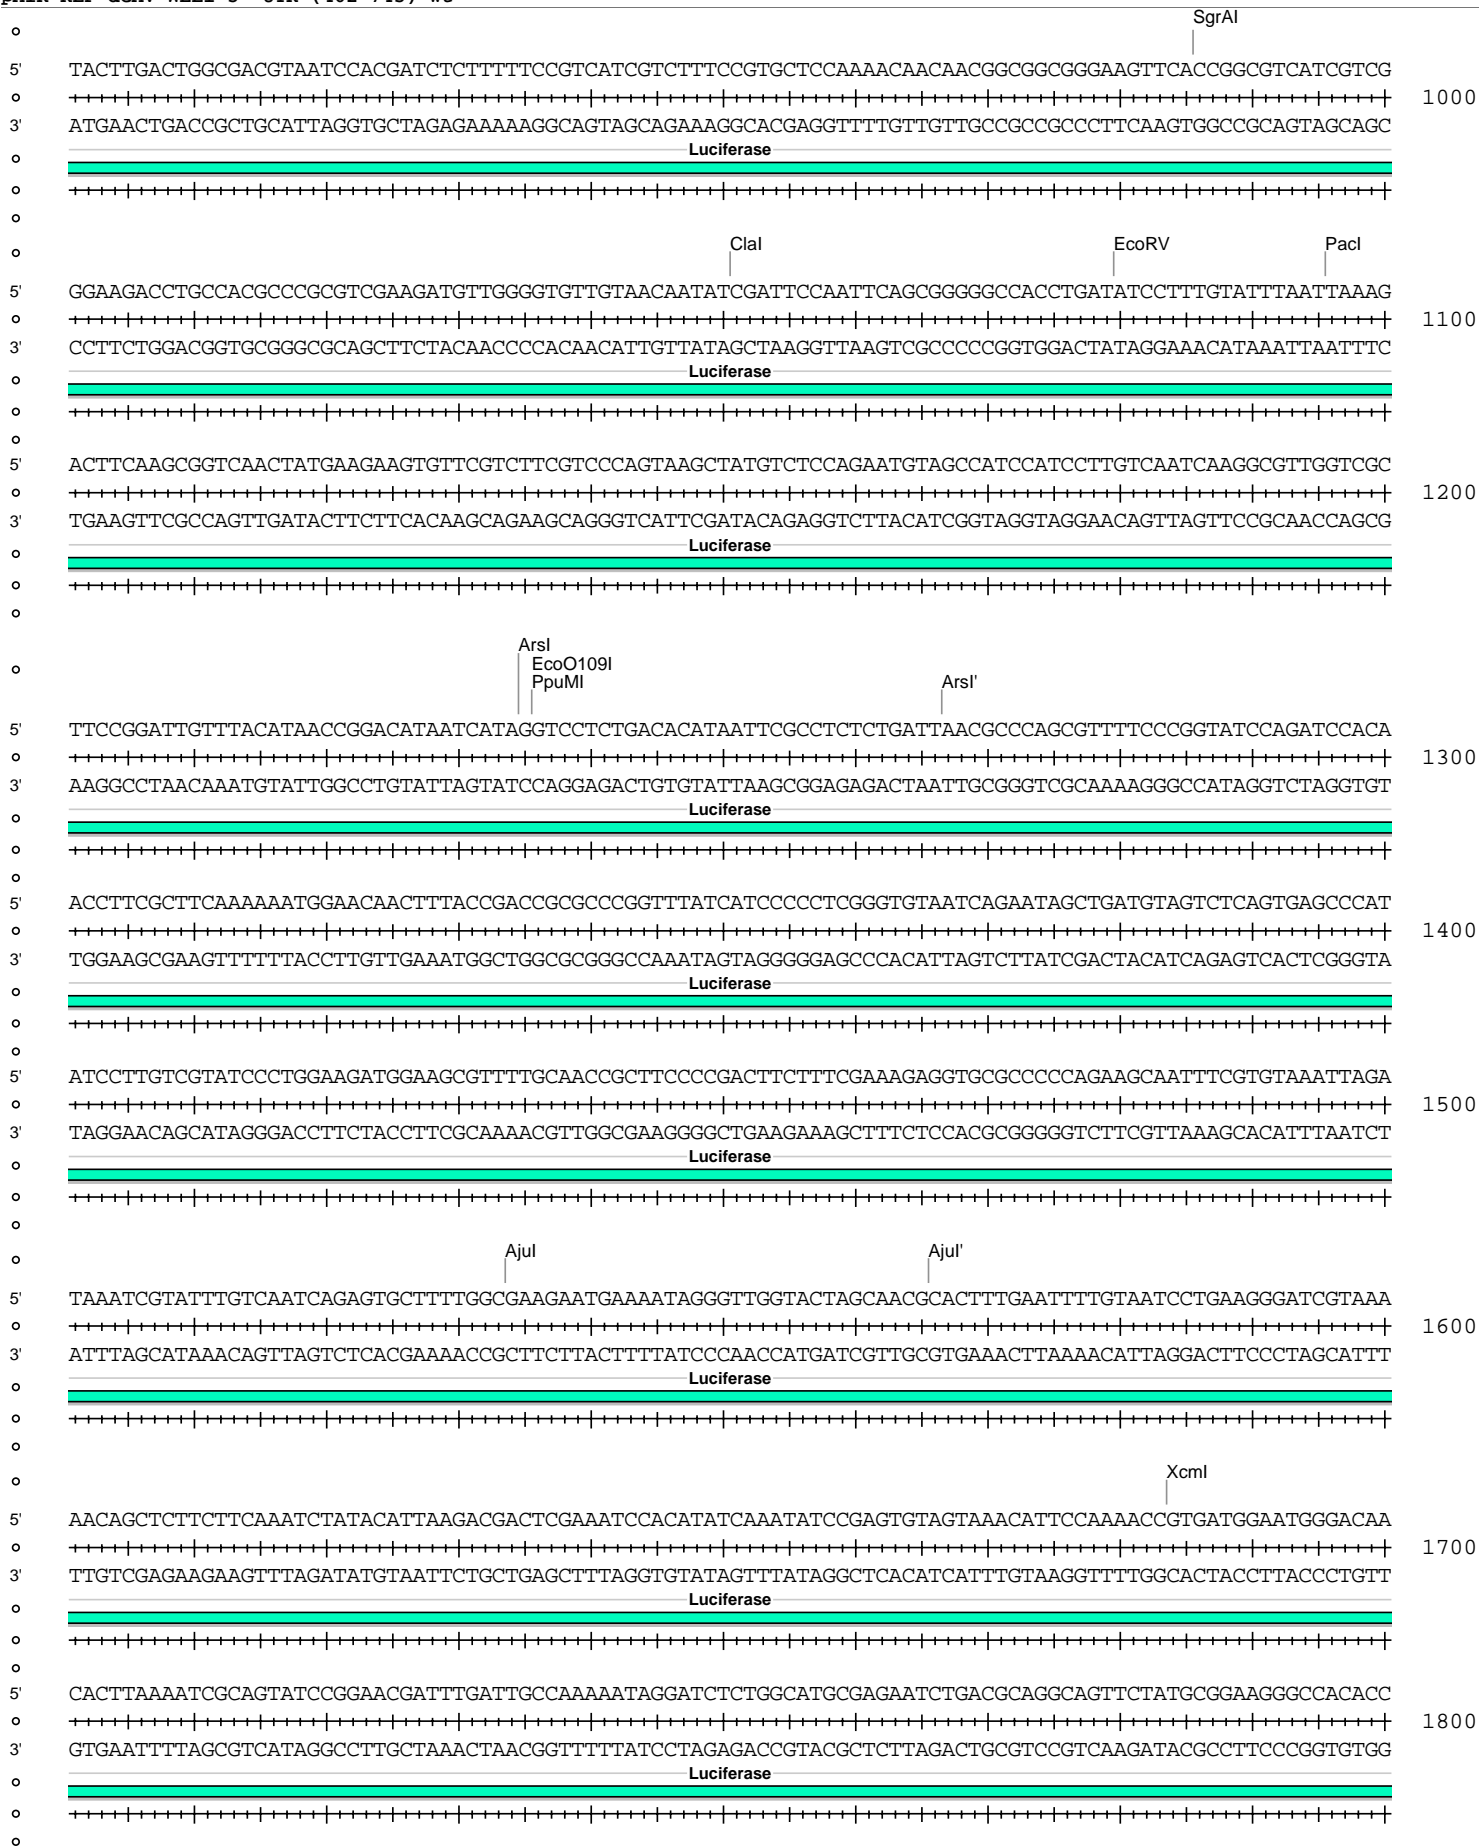 SgrAI
5' TACTTGACTGGCGACGTAATCCACGATCTCTTTTTCCGTCATCGTCTTTCCGTGCTCCAAAACAACAACGGCGGCGGGAAGTTCACCGGCGTCATCGTCG
1000
3' ATGAACTGACCGCTGCATTAGGTGCTAGAGAAAAAGGCAGTAGCAGAAAGGCACGAGGTTTTGTTGTTGCCGCCGCCCTTCAAGTGGCCGCAGTAGCAGC
Luciferase
ClaI EcoRV PacI
5' GGAAGACCTGCCACGCCCGCGTCGAAGATGTTGGGGTGTTGTAACAATATCGATTCCAATTCAGCGGGGGCCACCTGATATCCTTTGTATTTAATTAAAG
1100
3' CCTTCTGGACGGTGCGGGCGCAGCTTCTACAACCCCACAACATTGTTATAGCTAAGGTTAAGTCGCCCCCGGTGGACTATAGGAAACATAAATTAATTTC
Luciferase
5' ACTTCAAGCGGTCAACTATGAAGAAGTGTTCGTCTTCGTCCCAGTAAGCTATGTCTCCAGAATGTAGCCATCCATCCTTGTCAATCAAGGCGTTGGTCGC
1200
3' TGAAGTTCGCCAGTTGATACTTCTTCACAAGCAGAAGCAGGGTCATTCGATACAGAGGTCTTACATCGGTAGGTAGGAACAGTTAGTTCCGCAACCAGCG
Luciferase
ArsI
EcoO109I
PpuMI ArsI'
5' TTCCGGATTGTTTACATAACCGGACATAATCATAGGTCCTCTGACACATAATTCGCCTCTCTGATTAACGCCCAGCGTTTTCCCGGTATCCAGATCCACA
1300
3' AAGGCCTAACAAATGTATTGGCCTGTATTAGTATCCAGGAGACTGTGTATTAAGCGGAGAGACTAATTGCGGGTCGCAAAAGGGCCATAGGTCTAGGTGT
Luciferase
5' ACCTTCGCTTCAAAAAATGGAACAACTTTACCGACCGCGCCCGGTTTATCATCCCCCTCGGGTGTAATCAGAATAGCTGATGTAGTCTCAGTGAGCCCAT
1400
3' TGGAAGCGAAGTTTTTTACCTTGTTGAAATGGCTGGCGCGGGCCAAATAGTAGGGGGAGCCCACATTAGTCTTATCGACTACATCAGAGTCACTCGGGTA
Luciferase
5' ATCCTTGTCGTATCCCTGGAAGATGGAAGCGTTTTGCAACCGCTTCCCCGACTTCTTTCGAAAGAGGTGCGCCCCCAGAAGCAATTTCGTGTAAATTAGA
1500
3' TAGGAACAGCATAGGGACCTTCTACCTTCGCAAAACGTTGGCGAAGGGGCTGAAGAAAGCTTTCTCCACGCGGGGGTCTTCGTTAAAGCACATTTAATCT
Luciferase
AjuI AjuI'
5' TAAATCGTATTTGTCAATCAGAGTGCTTTTGGCGAAGAATGAAAATAGGGTTGGTACTAGCAACGCACTTTGAATTTTGTAATCCTGAAGGGATCGTAAA
1600
3' ATTTAGCATAAACAGTTAGTCTCACGAAAACCGCTTCTTACTTTTATCCCAACCATGATCGTTGCGTGAAACTTAAAACATTAGGACTTCCCTAGCATTT
Luciferase
XcmI
5' AACAGCTCTTCTTCAAATCTATACATTAAGACGACTCGAAATCCACATATCAAATATCCGAGTGTAGTAAACATTCCAAAACCGTGATGGAATGGGACAA
1700
3' TTGTCGAGAAGAAGTTTAGATATGTAATTCTGCTGAGCTTTAGGTGTATAGTTTATAGGCTCACATCATTTGTAAGGTTTTGGCACTACCTTACCCTGTT
Luciferase
5' CACTTAAAATCGCAGTATCCGGAACGATTTGATTGCCAAAAATAGGATCTCTGGCATGCGAGAATCTGACGCAGGCAGTTCTATGCGGAAGGGCCACACC
1800
3' GTGAATTTTAGCGTCATAGGCCTTGCTAAACTAACGGTTTTTATCCTAGAGACCGTACGCTCTTAGACTGCGTCCGTCAAGATACGCCTTCCCGGTGTGG
Luciferase